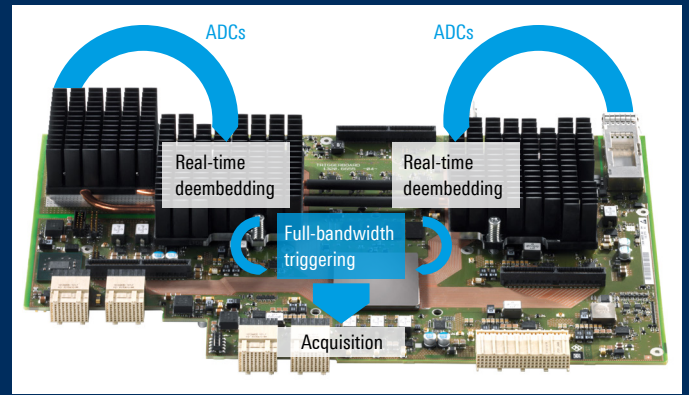 ADCs
ADCs
Real-time
deembedding
Real-time
deembedding
Full-bandwidth
triggering
Acquisition